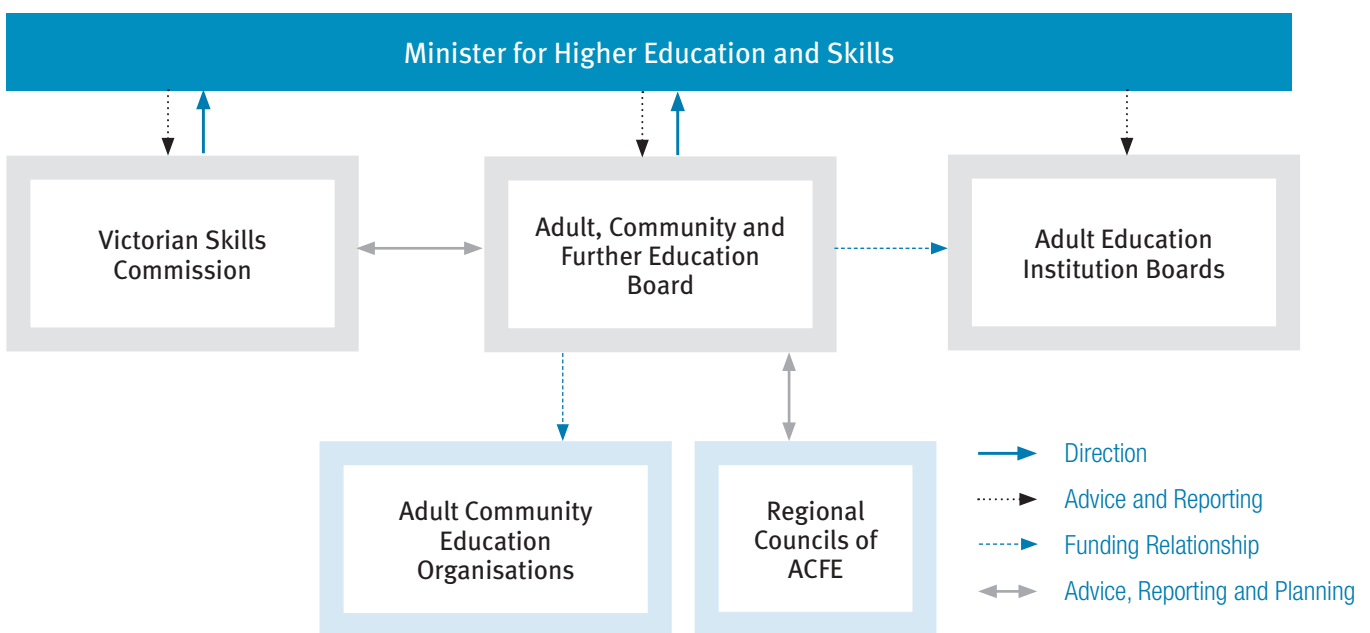 Minister for Higher Education and Skills
Victorian Skills
Commission
Adult, Community and
Further Education
Board
Adult Education
Institution Boards
Adult Community
Education
Organisations
Regional
Councils of
ACFE
Direction
Advice and Reporting
Funding Relationship
Advice, Reporting and Planning